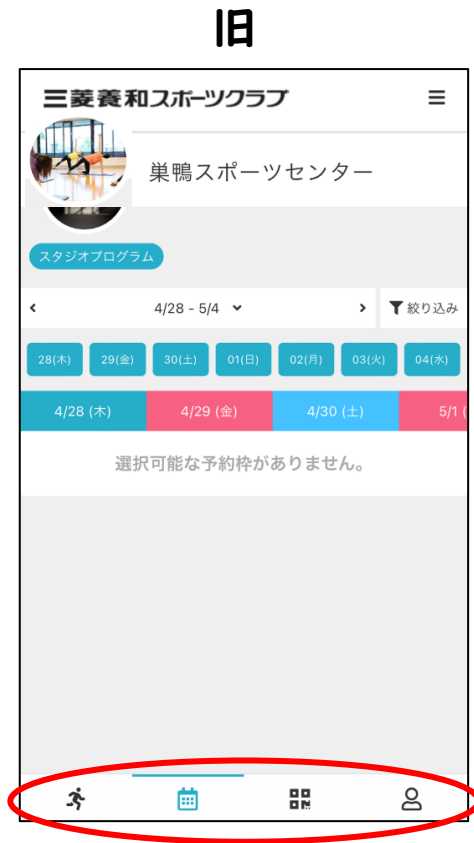 旧
三菱養和スポーツクラブ
巣鴨スポーツセンター
スタジオプログラム
4/28 - 5/4
絞り込み
28(木) 29(金) 30(土) 01(日) 02(月) 03(火) 04(水)
4/28 (木) 4/29 (金) 4/30 (土) 5/1 (
選択可能な予約枠がありません。